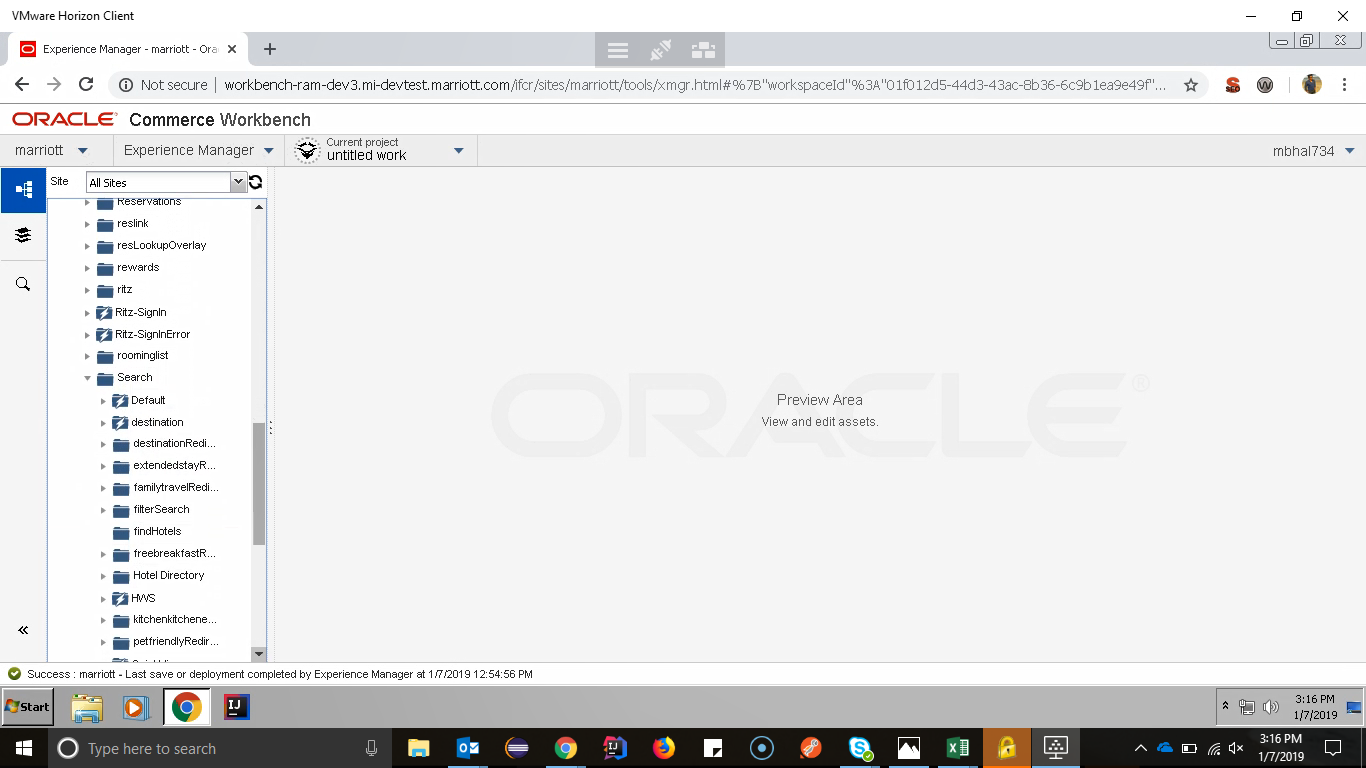 VMware Horizon Client
Experience Manager - marriott - Ora
Not secure
workbench-ram-dev3.mi-devtest.marriott.com/ifcr/sites/marriott/tools/xmgr.html#%7B"workspaceId"%3A"01f012d5-44d3-43ac-8b36-6c9b1ea9e49f"...
ORACLE Commerce Workbench
marriott
Experience Manager
Current project
untitled work
mbhal734
Site
All Sites
Reservations
reslink
resLookupOverlay
rewards
ritz
Ritz-SignIn
Ritz-SignInError
roominglist
Search
Default
destination
destinationRedi...
extendedstayR...
familytravelRedi...
filterSearch
findHotels
freebreakfastR...
Hotel Directory
HWS
kitchenkitchene...
petfriendlyRedir...
ORACLE®
Preview Area
View and edit assets.
Success : marriott - Last save or deployment completed by Experience Manager at 1/7/2019 12:54:56 PM
Start
IJ
3:16 PM
1/7/2019
Type here to search
3:16 PM
1/7/2019